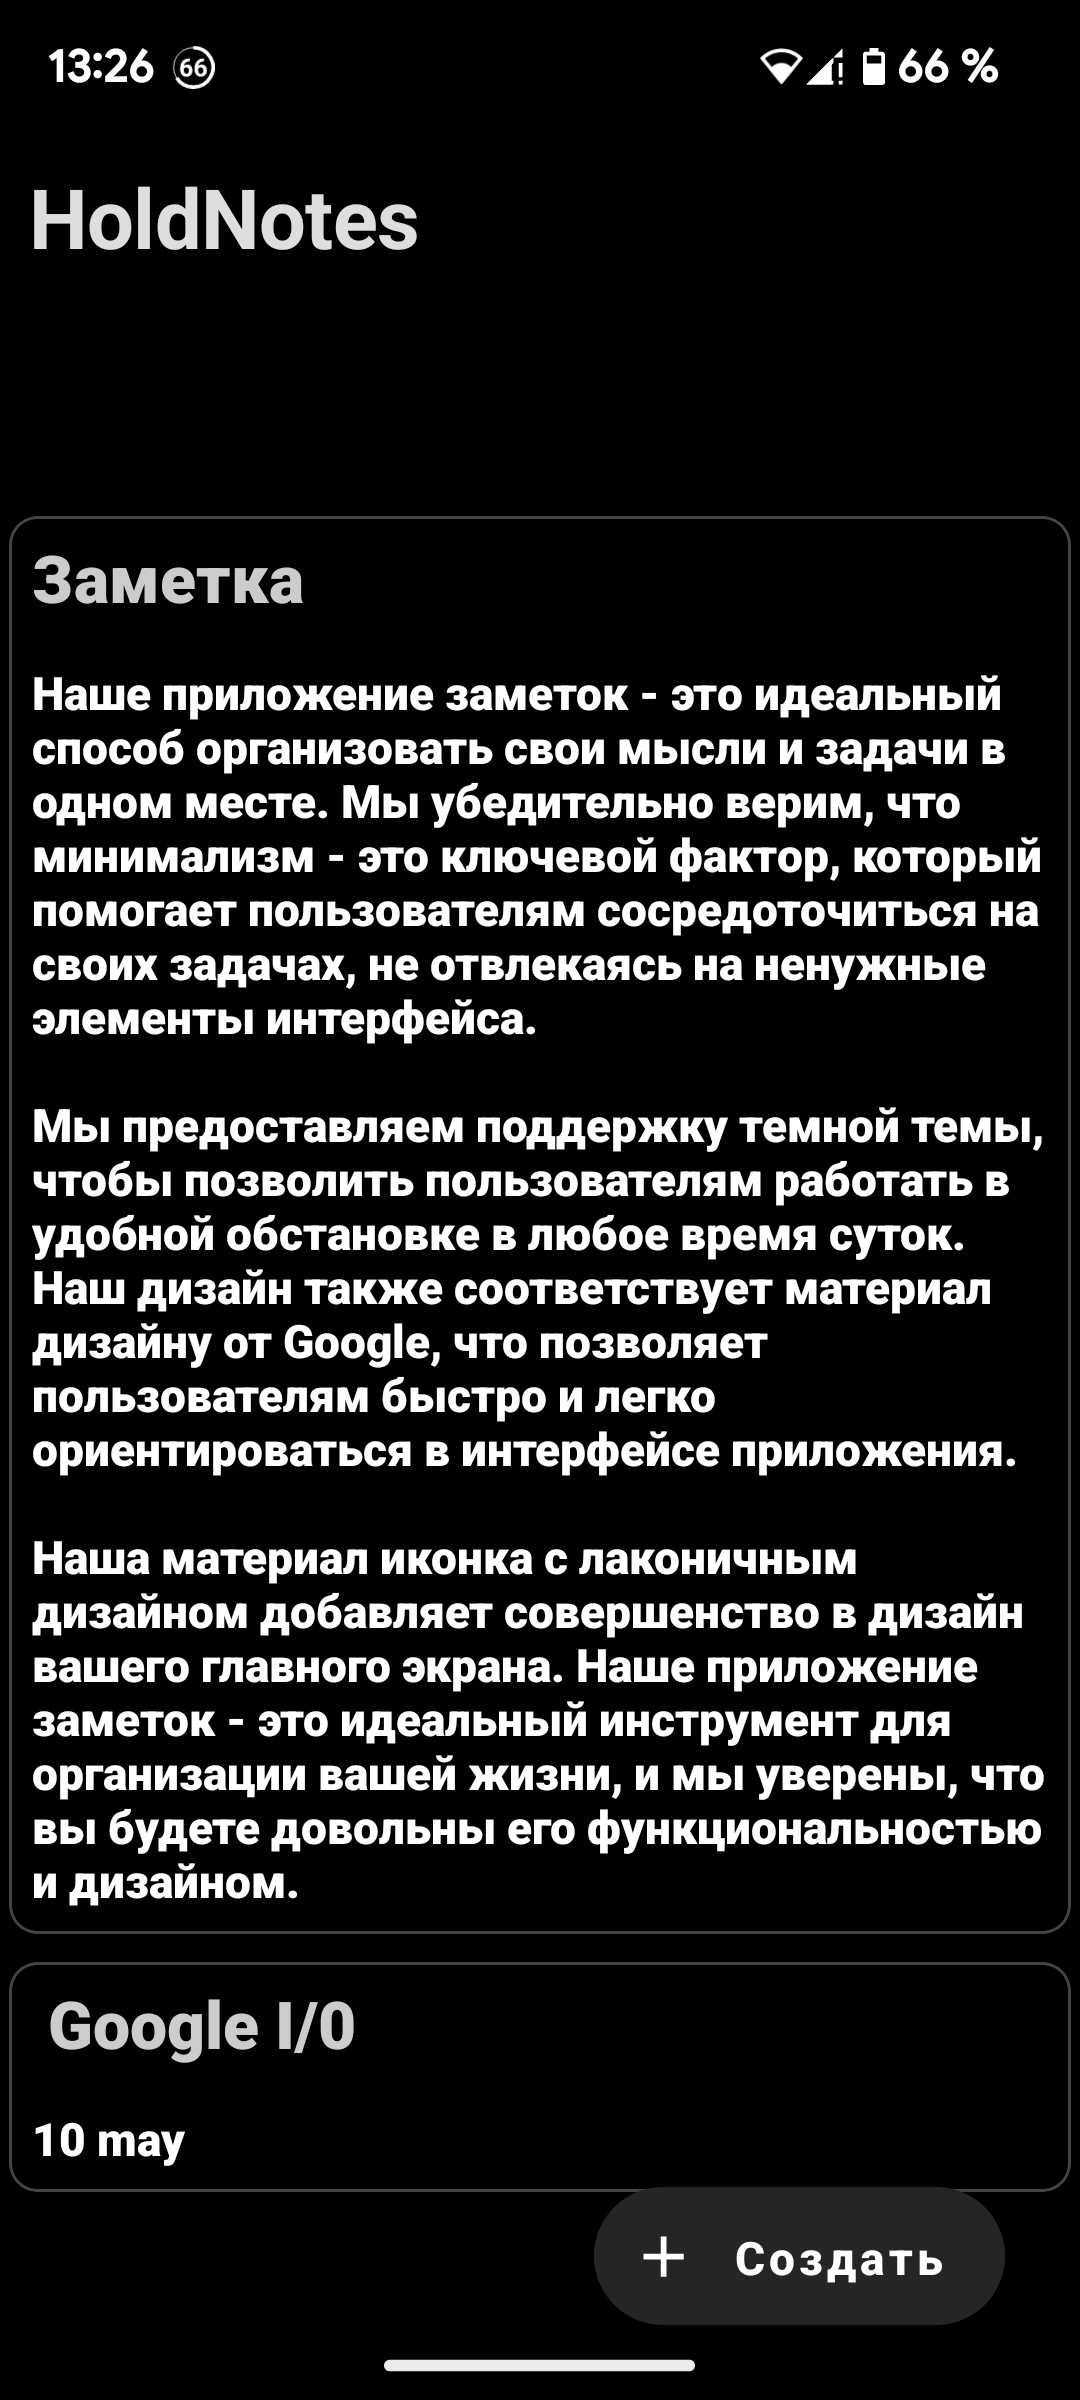 13:26 66 66 %
HoldNotes
Заметка
Наше приложение заметок - это идеальный
способ организовать свои мысли и задачи в
одном месте. Мы убедительно верим, что
минимализм - это ключевой фактор, который
помогает пользователям сосредоточиться на
своих задачах, не отвлекаясь на ненужные
элементы интерфейса.
Мы предоставляем поддержку темной темы,
чтобы позволить пользователям работать в
удобной обстановке в любое время суток.
Наш дизайн также соответствует материал
дизайну от Google, что позволяет
пользователям быстро и легко
ориентироваться в интерфейсе приложения.
Наша материал иконка с лаконичным
дизайном добавляет совершенство в дизайн
вашего главного экрана. Наше приложение
заметок - это идеальный инструмент для
организации вашей жизни, и мы уверены, что
вы будете довольны его функциональностью
и дизайном.
Google I/0
10 may
+ Создать